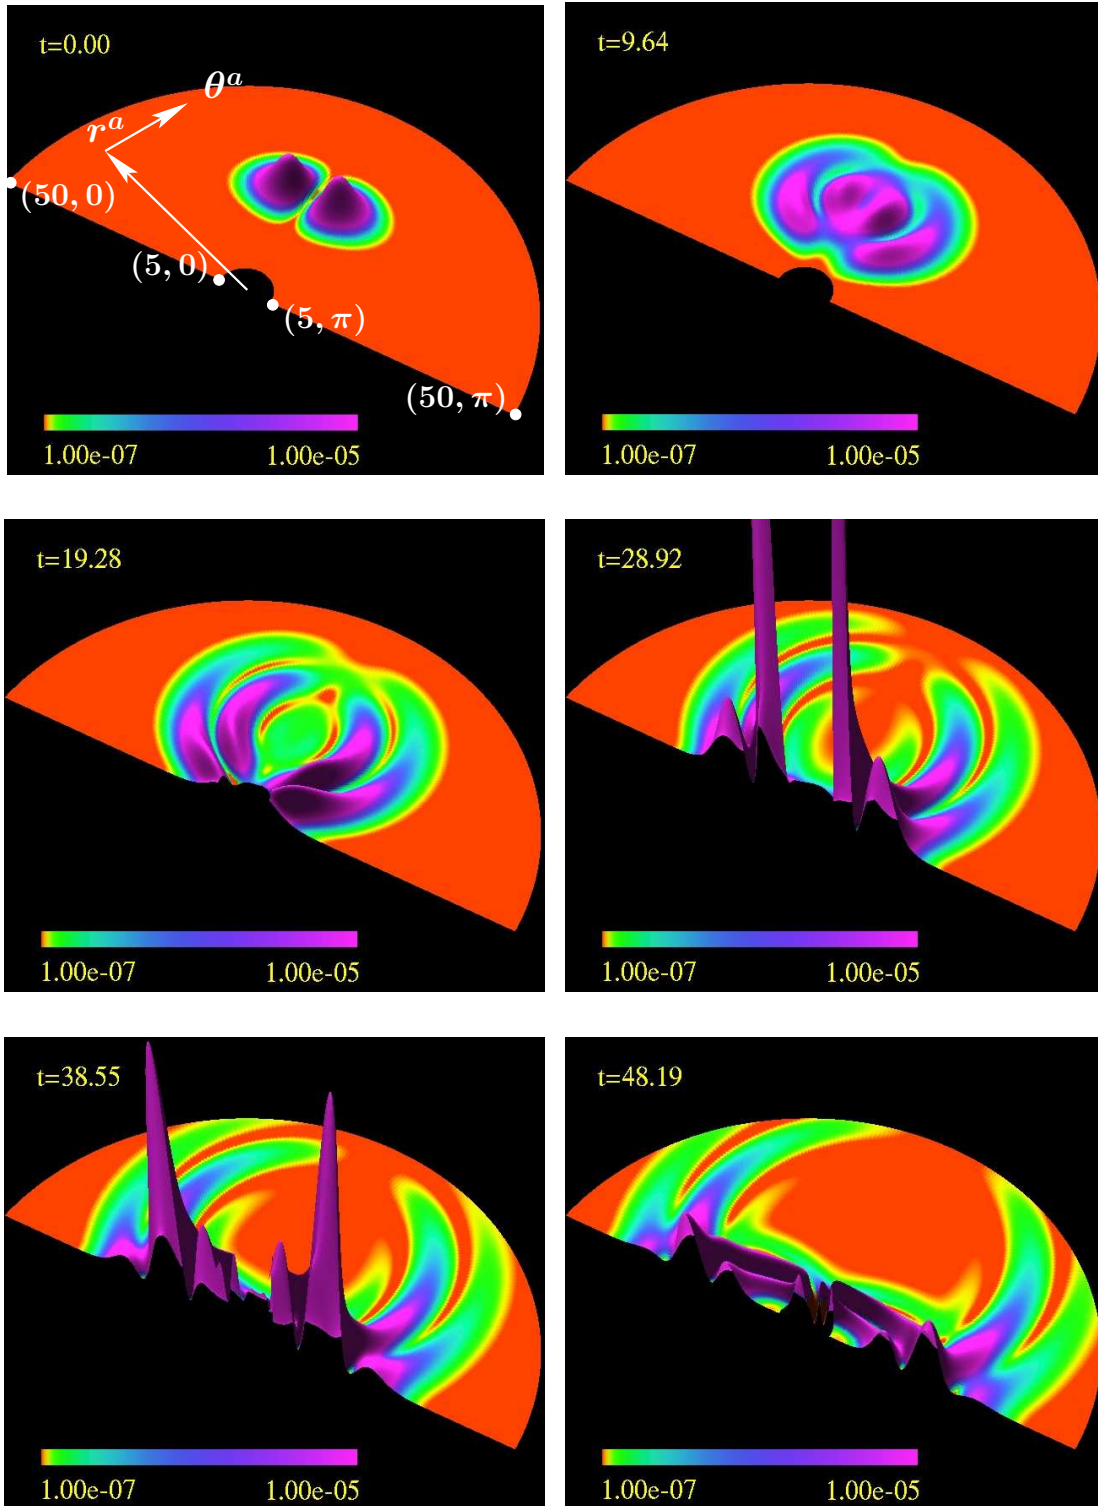 t=0.00
θ^a
r^a
(50, 0)
(5, 0)
(5, π)
(50, π)
1.00e-07 1.00e-05
t=9.64
1.00e-07 1.00e-05
t=19.28
1.00e-07 1.00e-05
t=28.92
1.00e-07 1.00e-05
t=38.55
1.00e-07 1.00e-05
t=48.19
1.00e-07 1.00e-05